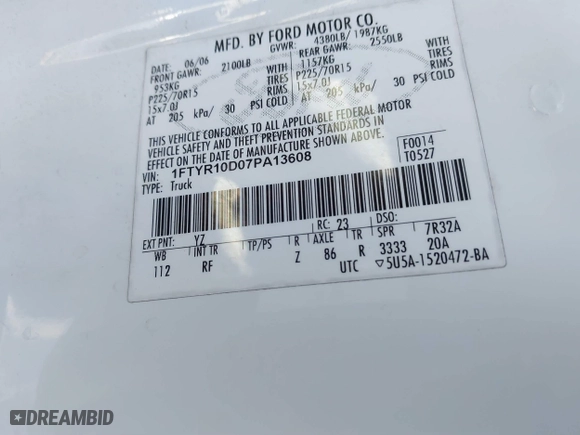 MFD. BY FORD MOTOR CO.
DATE: 06/06 GVWR: 4380LB/ 1987KG
FRONT GAWR: 2100LB REAR GAWR: 2550LB
953KG WITH 1157KG WITH
P225/70R15 TIRES P225/70R15 TIRES
15x7.0J RIMS 15x7.0J RIMS
AT 205 kPa/ 30 PSI COLD AT 205 kPa/ 30 PSI COLD
THIS VEHICLE CONFORMS TO ALL APPLICABLE FEDERAL MOTOR
VEHICLE SAFETY AND THEFT PREVENTION STANDARDS IN
EFFECT ON THE DATE OF MANUFACTURE SHOWN ABOVE.
VIN: 1FTYR10D07PA13608 F0014
TYPE: Truck T0527
EXT PNT: YZ RC: 23 DSO:
WB INT TR TP/PS R AXLE TR SPR 7R32A
112 RF Z 86 R 3333 20A
UTC ▽5U5A-1520472-BA
DREAMBID